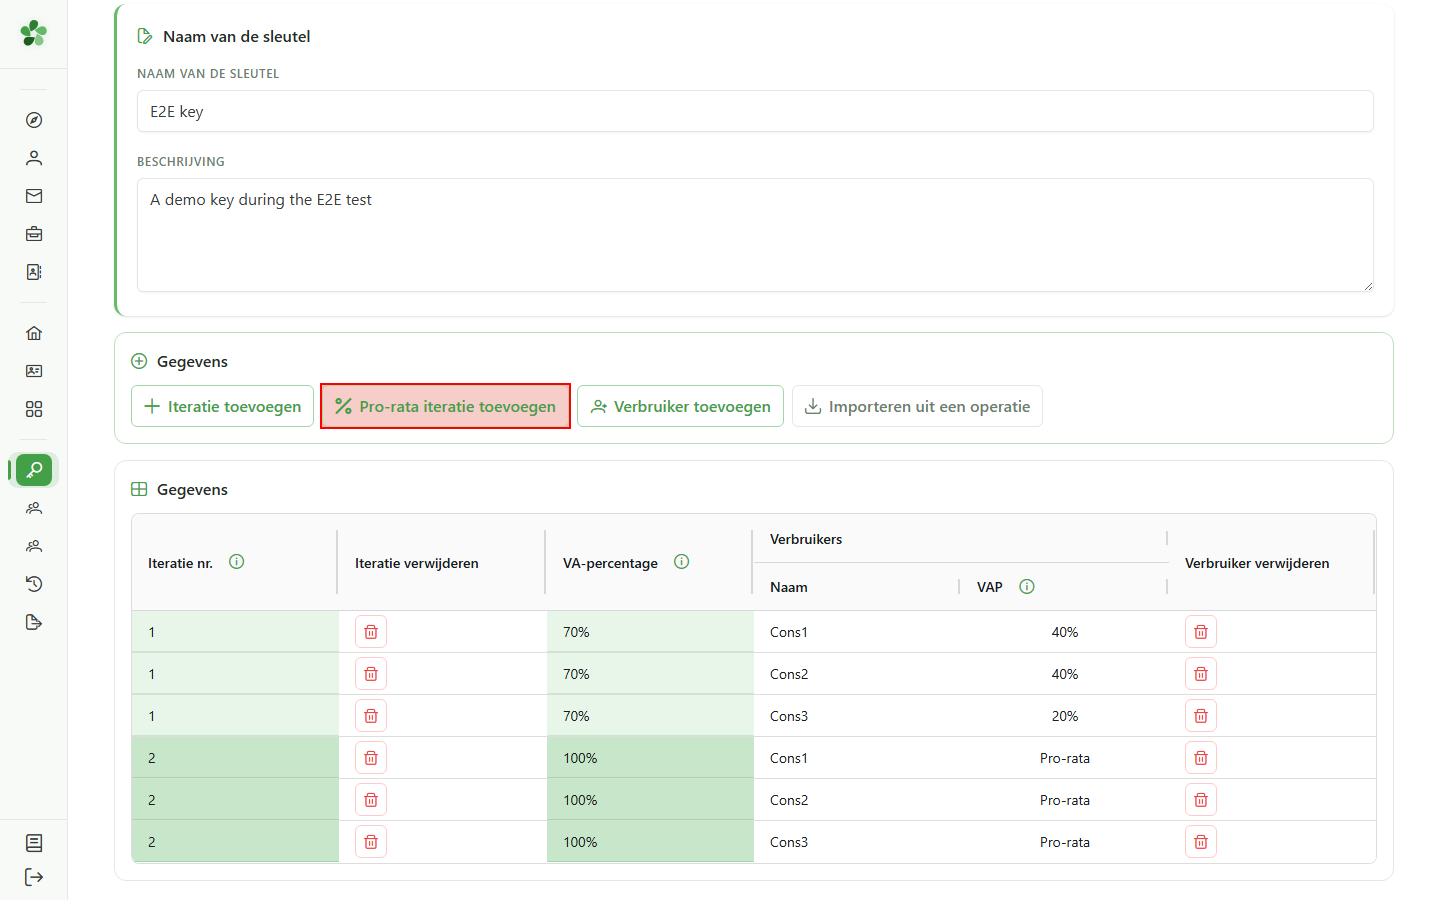 Naam van de sleutel
NAAM VAN DE SLEUTEL
E2E key
BESCHRIJVING
A demo key during the E2E test
Gegevens
Iteratie toevoegen
Pro-rata iteratie toevoegen
Verbruiker toevoegen
Importeren uit een operatie
Gegevens
Iteratie nr.
Iteratie verwijderen
VA-percentage
Verbruikers
Naam
VAP
Verbruiker verwijderen
1 70% Cons1 40%
1 70% Cons2 40%
1 70% Cons3 20%
2 100% Cons1 Pro-rata
2 100% Cons2 Pro-rata
2 100% Cons3 Pro-rata